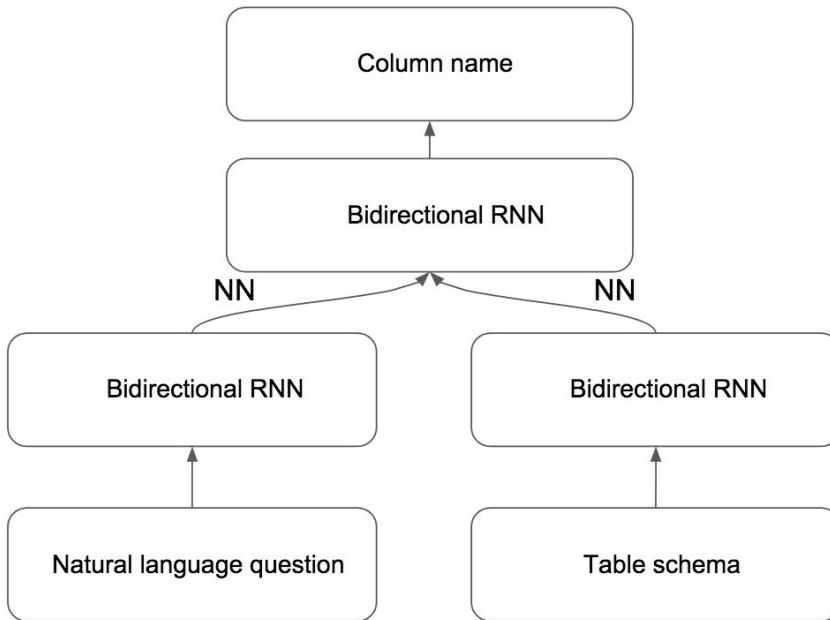 Column name
Bidirectional RNN
NN
NN
Bidirectional RNN
Bidirectional RNN
Natural language question
Table schema